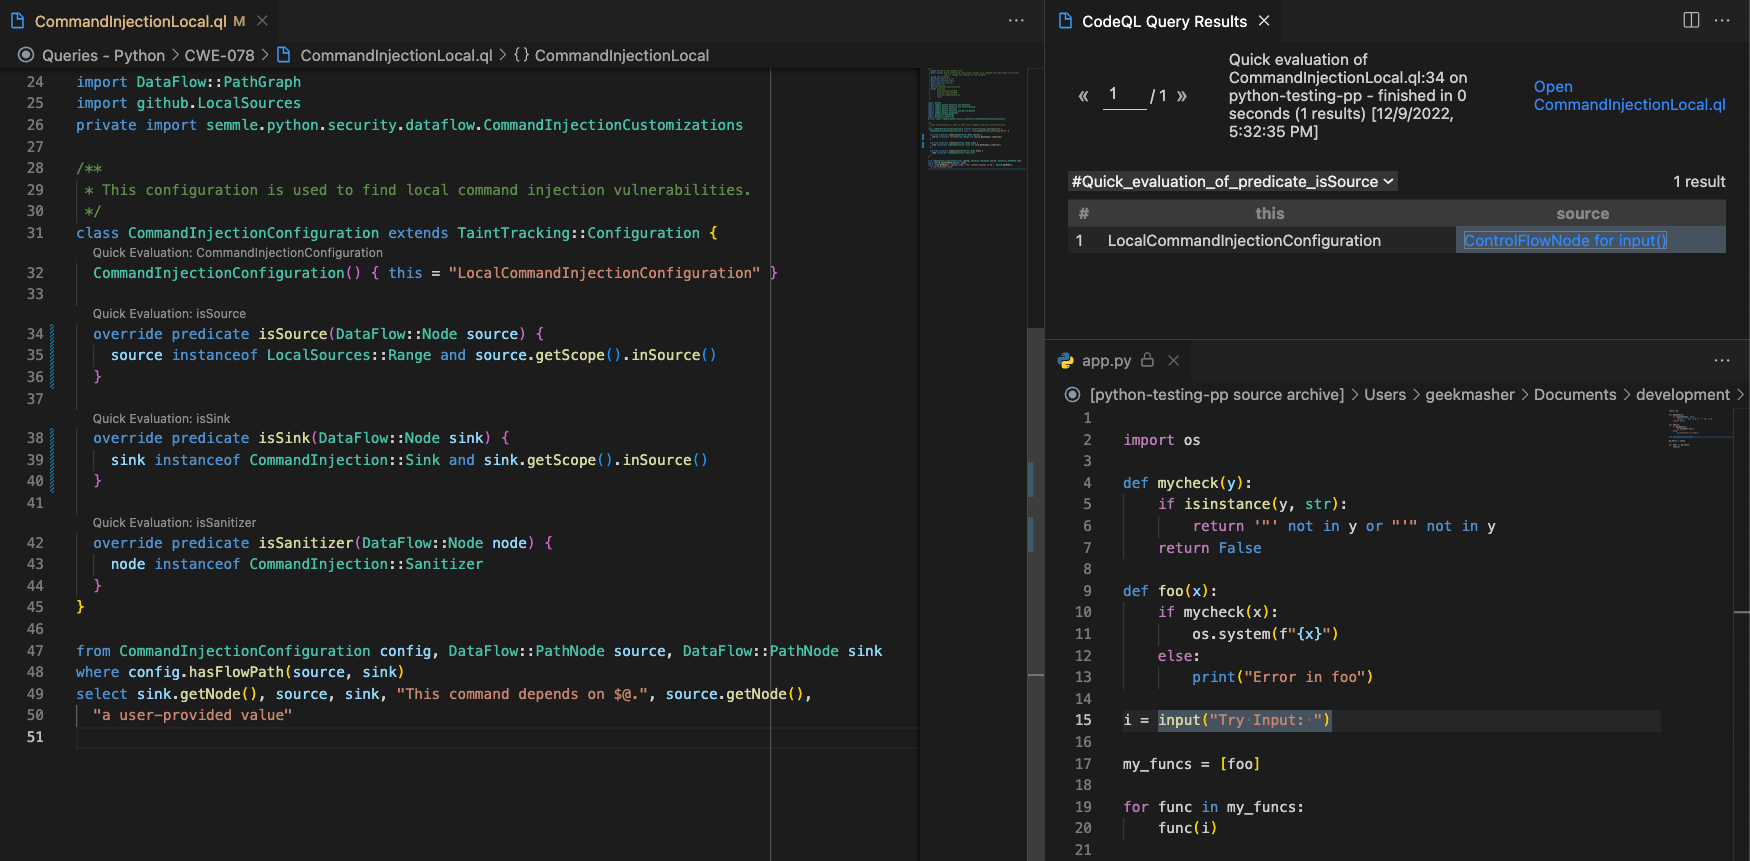 CommandInjectionLocal.ql M
Queries - Python > CWE-078 > CommandInjectionLocal.ql > {} CommandInjectionLocal
24 import DataFlow::PathGraph
25 import github.LocalSources
26 private import semmle.python.security.dataflow.CommandInjectionCustomizations
27
28 /**
29 * This configuration is used to find local command injection vulnerabilities.
30 */
31 class CommandInjectionConfiguration extends TaintTracking::Configuration {
Quick Evaluation: CommandInjectionConfiguration
32 CommandInjectionConfiguration() { this = "LocalCommandInjectionConfiguration" }
33
Quick Evaluation: isSource
34 override predicate isSource(DataFlow::Node source) {
35 source instanceof LocalSources::Range and source.getScope().inSource()
36 }
37
Quick Evaluation: isSink
38 override predicate isSink(DataFlow::Node sink) {
39 sink instanceof CommandInjection::Sink and sink.getScope().inSource()
40 }
41
Quick Evaluation: isSanitizer
42 override predicate isSanitizer(DataFlow::Node node) {
43 node instanceof CommandInjection::Sanitizer
44 }
45 }
46
47 from CommandInjectionConfiguration config, DataFlow::PathNode source, DataFlow::PathNode sink
48 where config.hasFlowPath(source, sink)
49 select sink.getNode(), source, sink, "This command depends on $@.", source.getNode(),
50 "a user-provided value"
51
CodeQL Query Results
« 1 / 1 »
Quick evaluation of
CommandInjectionLocal.ql:34 on
python-testing-pp - finished in 0
seconds (1 results) [12/9/2022,
5:32:35 PM]
Open
CommandInjectionLocal.ql
#Quick_evaluation_of_predicate_isSource 1 result
# this source
1 LocalCommandInjectionConfiguration ControlFlowNode for input()
app.py
[python-testing-pp source archive] > Users > geekmasher > Documents > development >
1
2 import os
3
4 def mycheck(y):
5 if isinstance(y, str):
6 return '"' not in y or "'" not in y
7 return False
8
9 def foo(x):
10 if mycheck(x):
11 os.system(f"{x}")
12 else:
13 print("Error in foo")
14
15 i = input("Try Input: ")
16
17 my_funcs = [foo]
18
19 for func in my_funcs:
20 func(i)
21